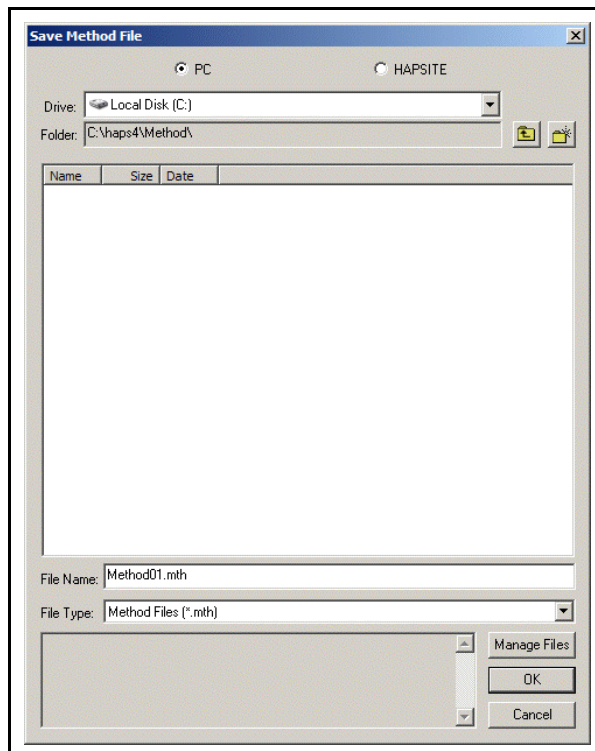 Save Method File
PC HAPSITE
Drive: Local Disk (C:)
Folder: C:\haps4\Method\
Name Size Date
File Name: Method01.mth
File Type: Method Files (*.mth)
Manage Files
OK
Cancel